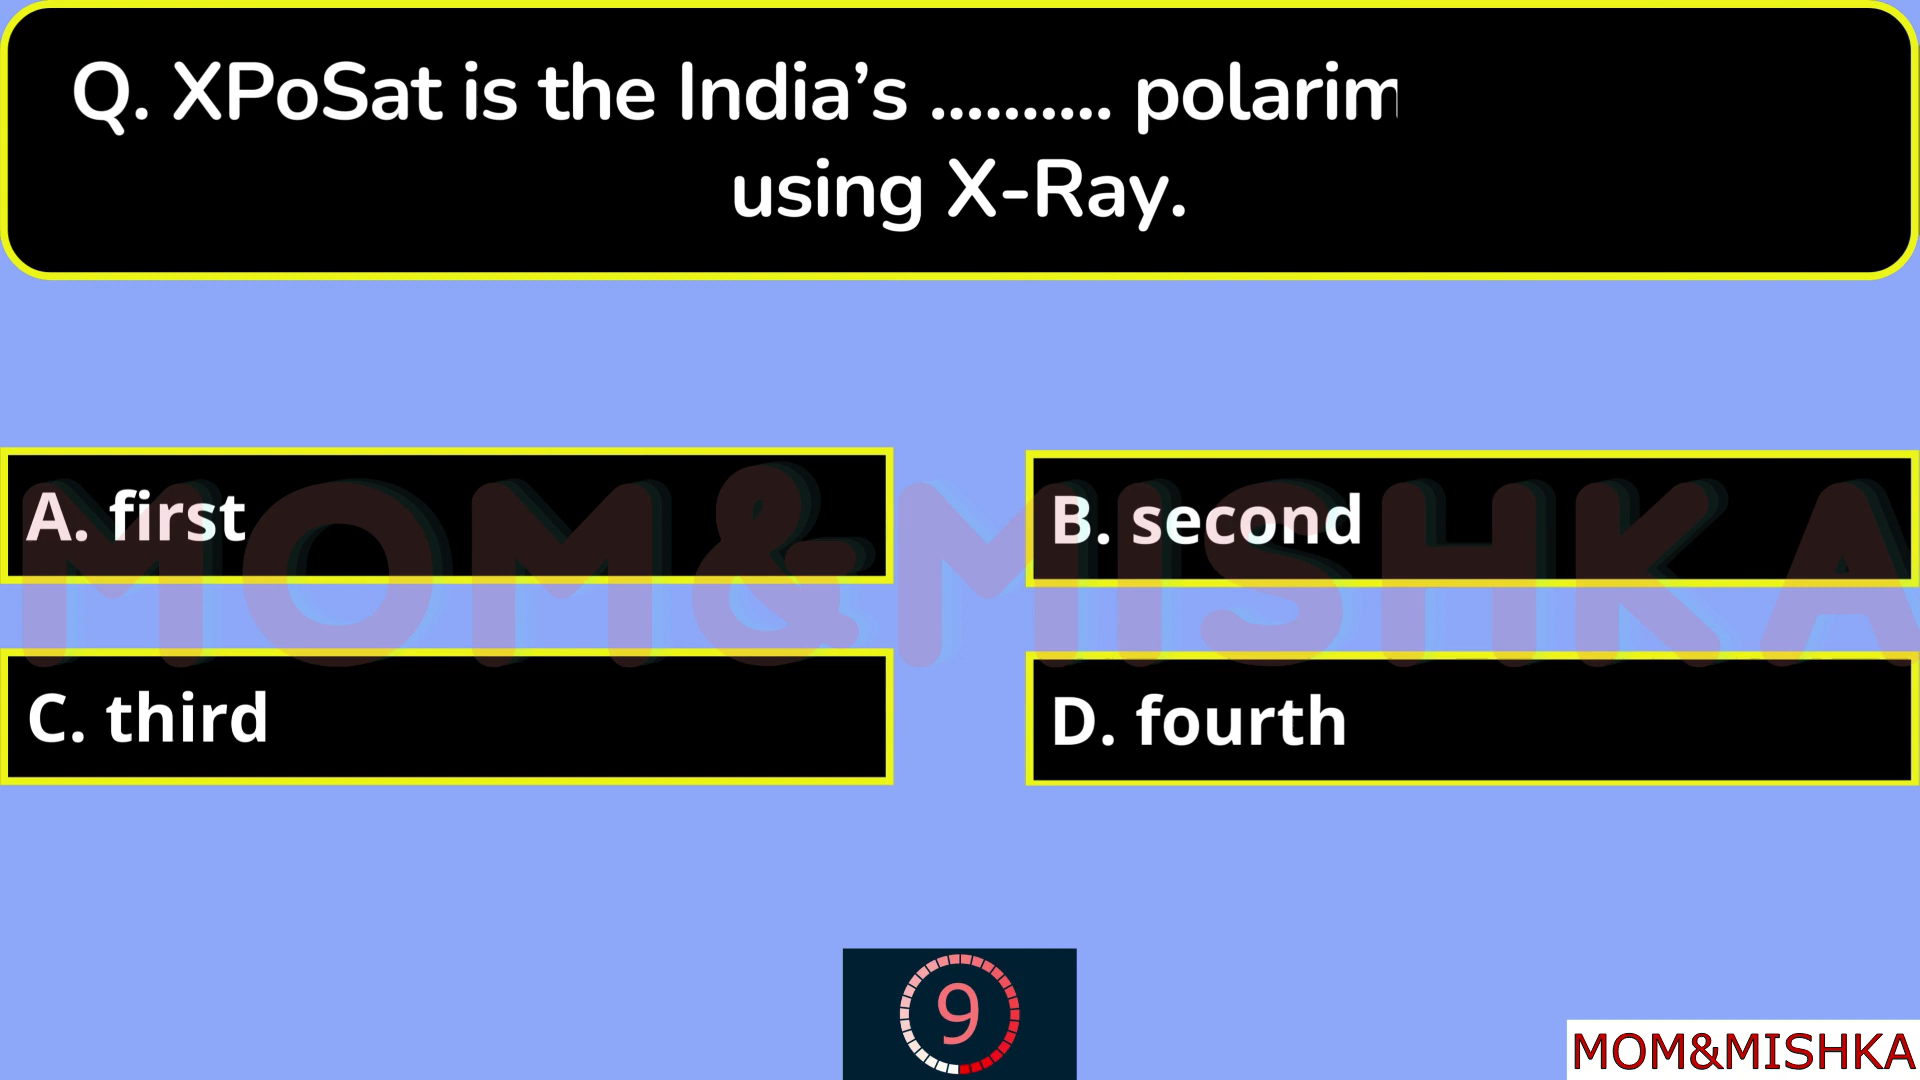 Q. XPoSat is the India’s .......... polarim
using X-Ray.
A. first
B. second
C. third
D. fourth
MOM&MISHKA
9
MOM&MISHKA